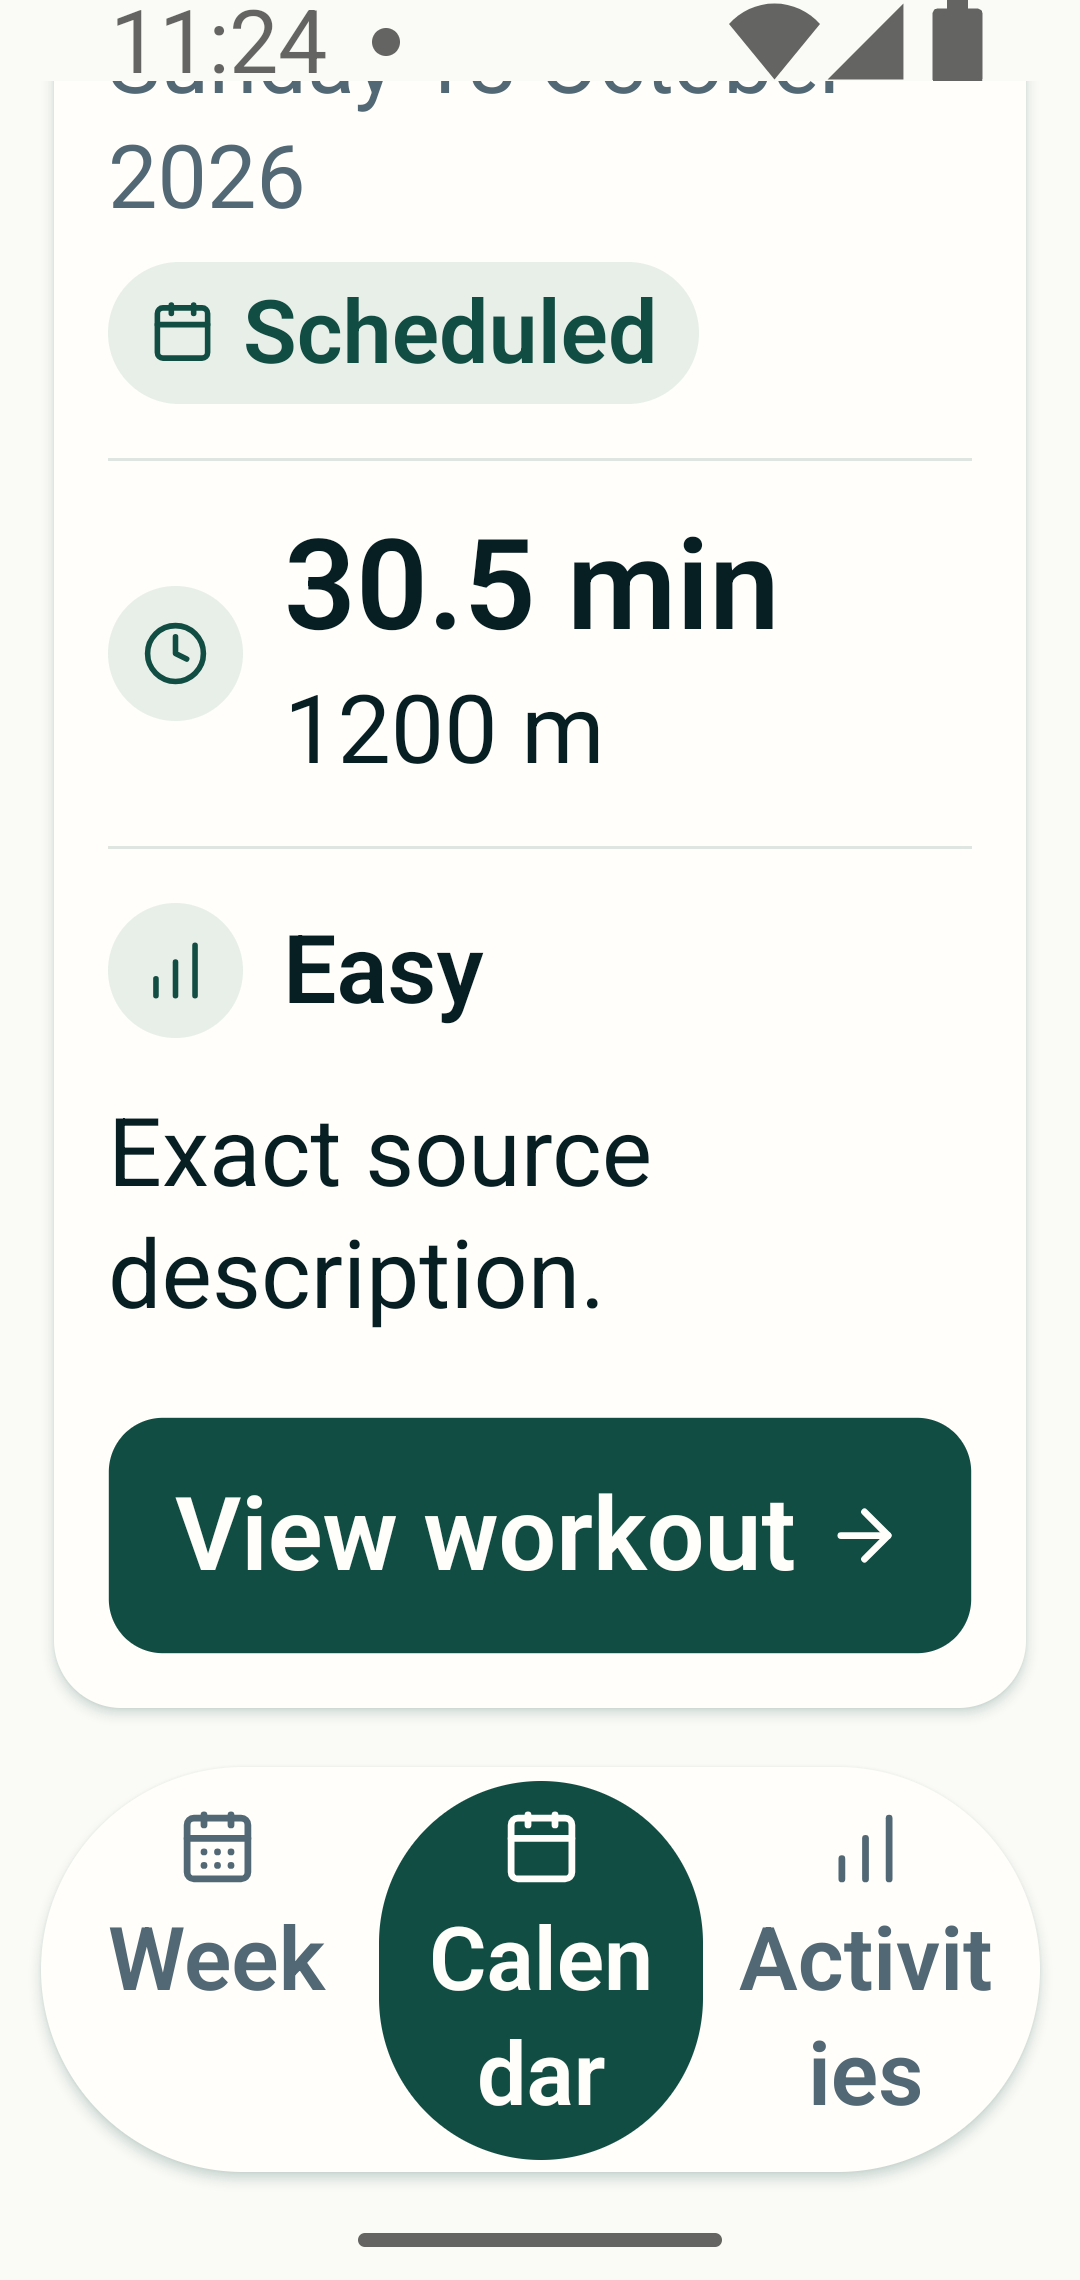 11:24
2026
Scheduled
30.5 min
1200 m
Easy
Exact source
description.
View workout
Week
Calen
dar
Activit
ies